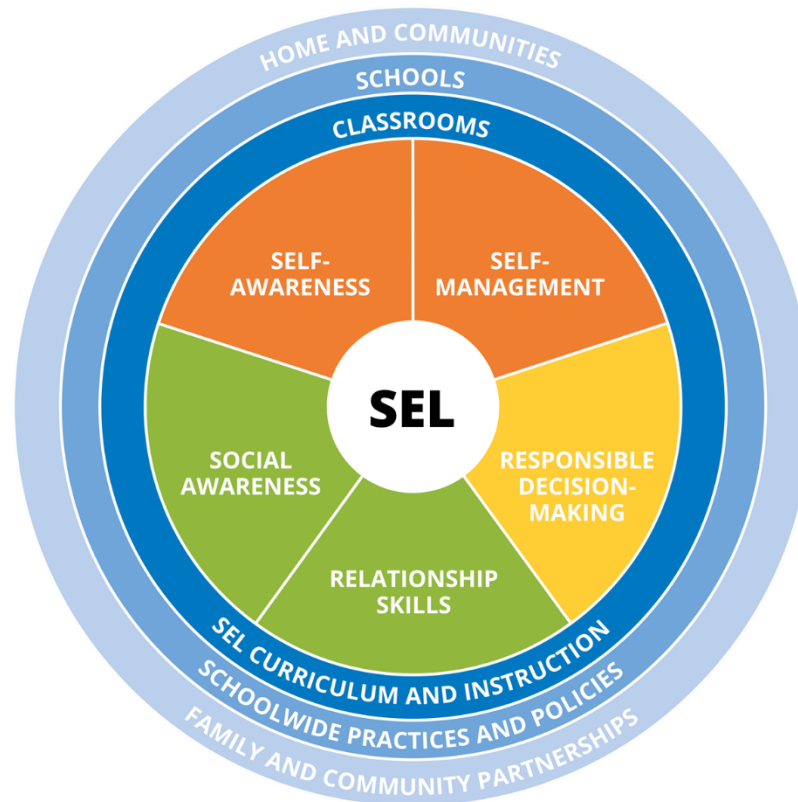 HOME AND COMMUNITIES
SCHOOLS
CLASSROOMS
SELF-
AWARENESS
SELF-
MANAGEMENT
SEL
SOCIAL
AWARENESS
RESPONSIBLE
DECISION-
MAKING
RELATIONSHIP
SKILLS
SEL CURRICULUM AND INSTRUCTION
SCHOOLWIDE PRACTICES AND POLICIES
FAMILY AND COMMUNITY PARTNERSHIPS